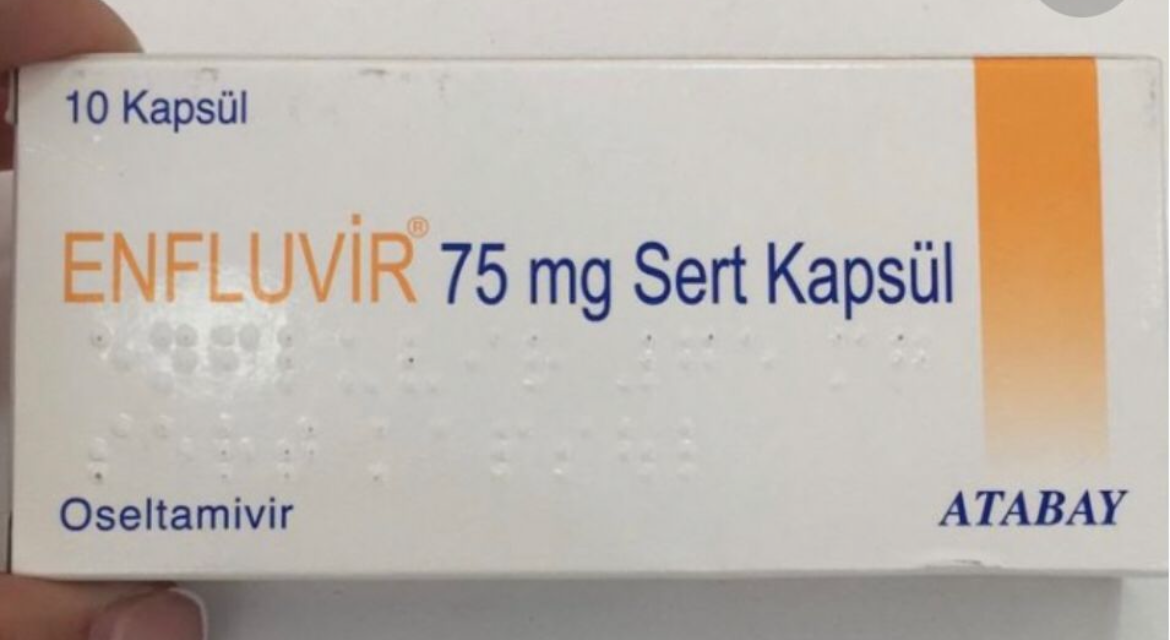 10 Kapsül
ENFLUVİR® 75 mg Sert Kapsül
Oseltamivir
ATABAY